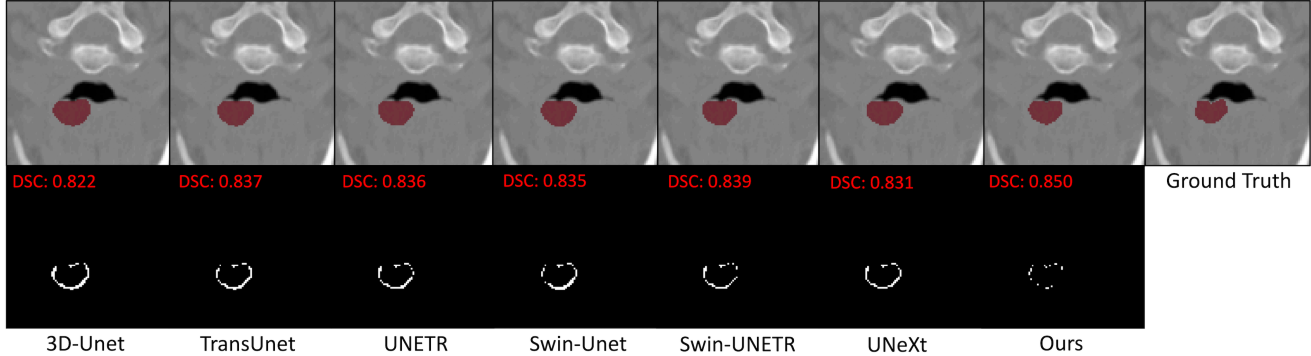 DSC: 0.822 DSC: 0.837 DSC: 0.836 DSC: 0.835 DSC: 0.839 DSC: 0.831 DSC: 0.850 Ground Truth
3D-Unet TransUnet UNETR Swin-Unet Swin-UNETR UNeXt Ours